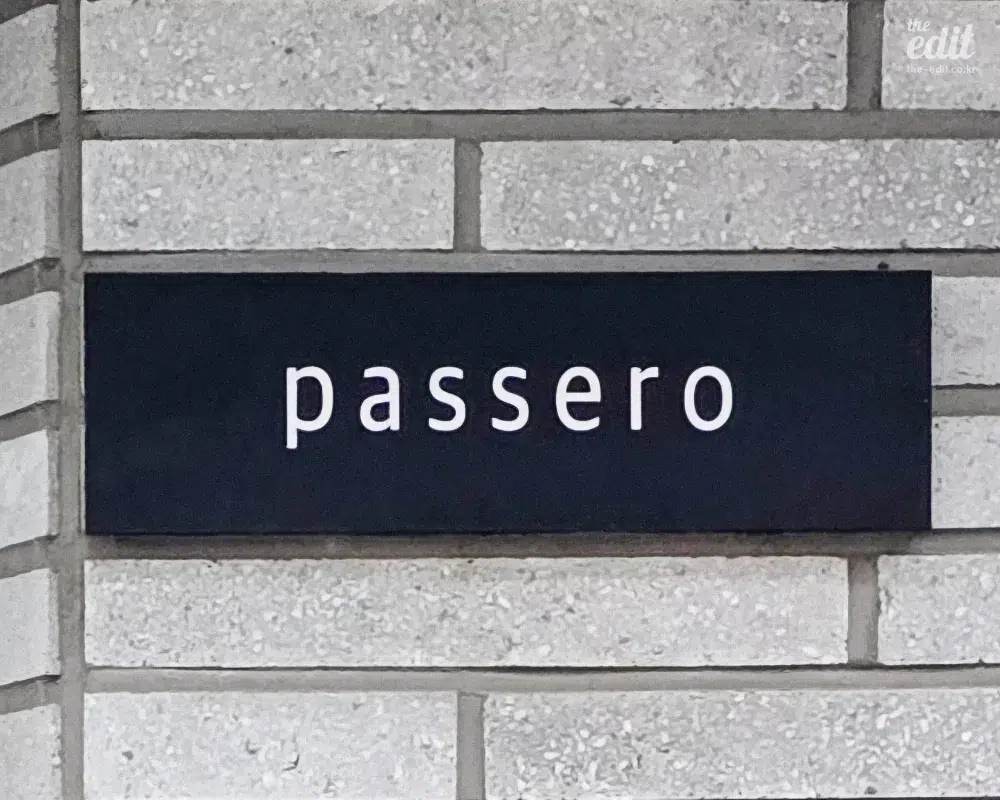 the
edit
the-edit.co.kr
passero